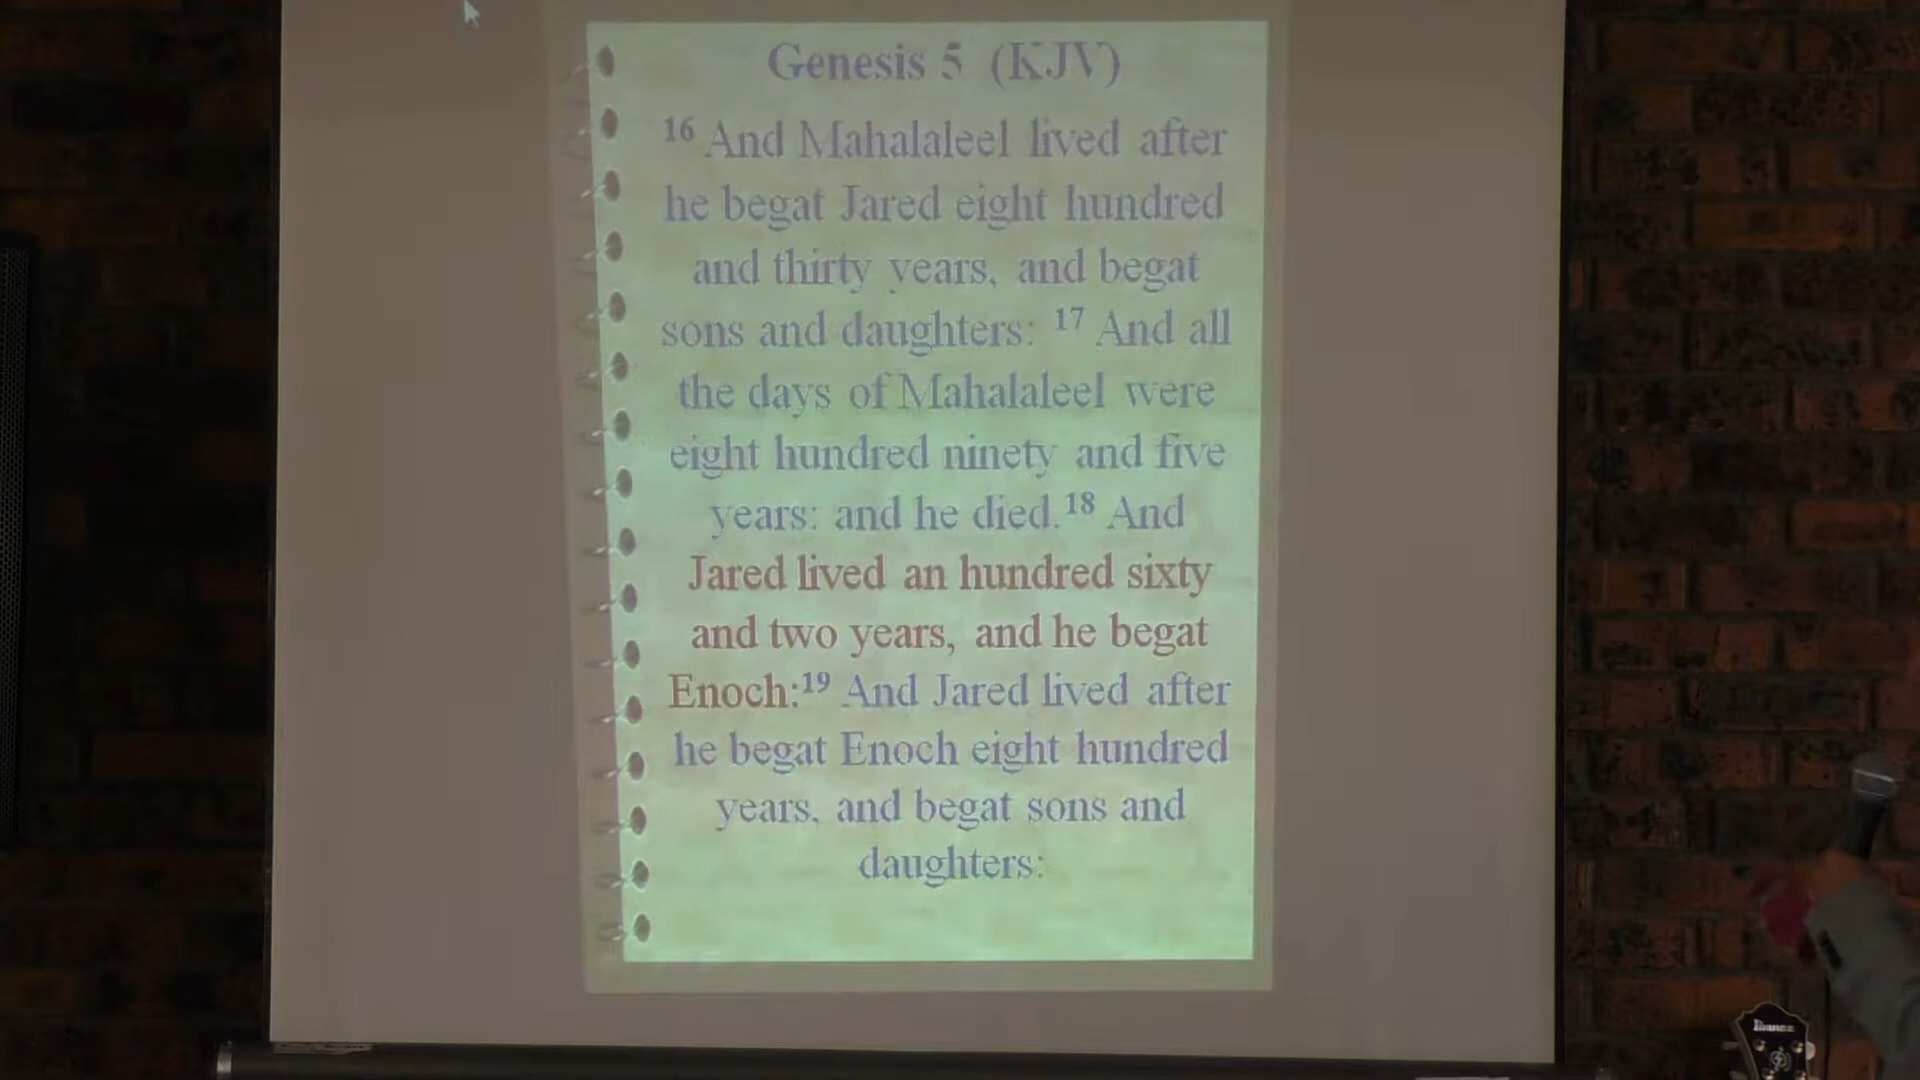 Genesis 5 (KJV)
16 And Mahalaleel lived after
he begat Jared eight hundred
and thirty years, and begat
sons and daughters: 17 And all
the days of Mahalaleel were
eight hundred ninety and five
years: and he died.18 And
Jared lived an hundred sixty
and two years, and he begat
Enoch:19 And Jared lived after
he begat Enoch eight hundred
years, and begat sons and
daughters:
Ibanez